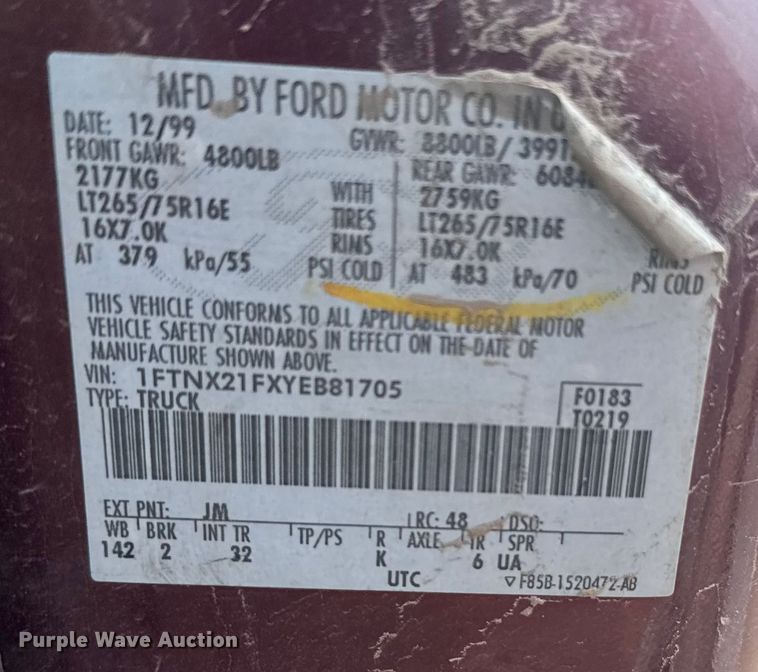 MFD. BY FORD MOTOR CO. IN
DATE: 12/99 GVWR: 8800LB/ 3991
FRONT GAWR: 4800LB REAR GAWR: 6084
2177KG WITH 2759KG
LT265/75R16E TIRES LT265/75R16E
16X7.0K RIMS 16X7.0K RIMS
AT 379 kPa/55 PSI COLD AT 483 kPa/70 PSI COLD
THIS VEHICLE CONFORMS TO ALL APPLICABLE FEDERAL MOTOR
VEHICLE SAFETY STANDARDS IN EFFECT ON THE DATE OF
MANUFACTURE SHOWN ABOVE.
VIN: 1FTNX21FXYEB81705
TYPE: TRUCK
F0183
T0219
EXT PNT: JM RC: 48 DSO:
WB BRK INT TR TP/PS R AXLE TR SPR
142 2 32 K 6 UA
UTC ▽ F85B-1520472-AB
Purple Wave Auction